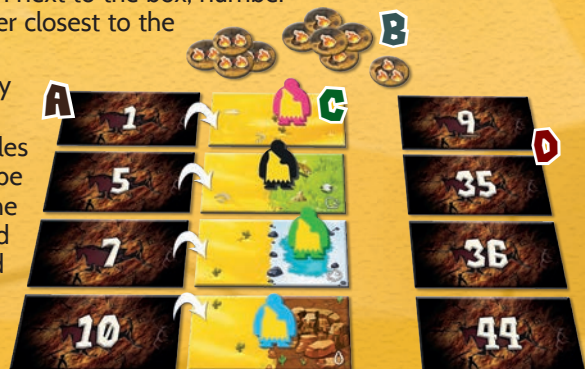 next to the box, number
er closest to the
y
les
be
ne
d
d
B
A
C
D
1
9
5
35
7
36
10
44